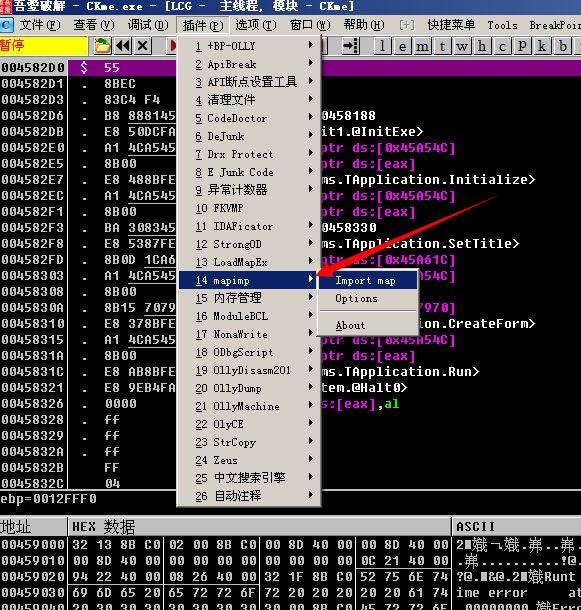 吾爱破解 - CKme.exe - [LCG - 主线程, 模块 - CKme]
文件(F) 查看(V) 调试(D) 插件(P) 选项(T) 窗口(W) 帮助(H) [+] 快捷菜单 Tools BreakPoin
暂停 l e m t w h c p k b
1 +BP-OLLY
2 ApiBreak
3 API断点设置工具
4 清理文件
5 CodeDoctor
6 DeJunk
7 Drx Protect
8 E Junk Code
9 异常计数器
10 FKVMP
11 IDAFicator
12 StrongOD
13 LoadMapEx
14 mapimp
15 内存管理
16 ModuleBCL
17 NonaWrite
18 ODbgScript
19 OllyDisasm201
20 OllyDump
21 OllyMachine
22 OlyCE
23 StrCopy
24 Zeus
25 中文搜索引擎
26 自动注释
Import map
Options
About
004582D0 $ 55
004582D1 . 8BEC
004582D3 . 83C4 F4
004582D6 . B8 8881450 0458188
004582DB . E8 50DCFA it1.@InitExe>
004582E0 . A1 4CA545 ptr ds:[0x45A54C]
004582E5 . 8B00 ptr ds:[eax]
004582E7 . E8 488BFE ms.TApplication.Initialize>
004582EC . A1 4CA545 ptr ds:[0x45A54C]
004582F1 . 8B00 ptr ds:[eax]
004582F3 . BA 308345 0458330
004582F8 . E8 5387FE ms.TApplication.SetTitle>
004582FD . 8B0D 1CA6 ptr ds:[0x45A61C]
00458303 . A1 4CA545 ptr ds:[0x45A54C]
00458308 . 8B00 ptr ds:[eax]
0045830A . 8B15 7079 7970]
00458310 . E8 378BFE on.CreateForm>
00458315 . A1 4CA545 ptr ds:[0x45A54C]
0045831A . 8B00 ptr ds:[eax]
0045831C . E8 AB8BFE ms.TApplication.Run>
00458321 . E8 9EB4FA tem.@Halt0>
00458326 . 0000 s:[eax],al
00458328 . ff
00458329 . ff
0045832A . ff
0045832B FF
0045832C 04
ebp=0012FFF0
地址 HEX 数据 ASCII
00459000 32 13 8B C0 02 00 8B C0 00 8D 40 00 00 8D 40 00
00459010 00 8D 40 00 00 8D 40 00 00 8D 40 00 0C 21 40 00
00459020 94 22 40 00 08 26 40 00 32 1F 8B C0 52 75 6E 74 Runt
00459030 69 6D 65 20 65 72 72 6F 72 20 20 20 20 20 61 74 ime error at